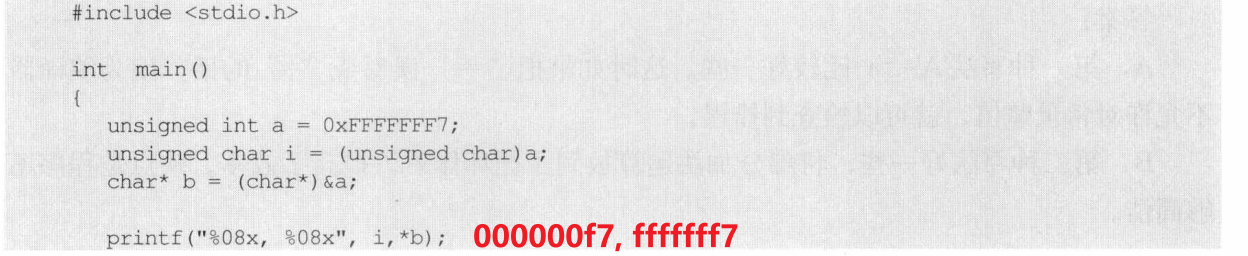 #include <stdio.h>
int main()
{
unsigned int a = 0xFFFFFFF7;
unsigned char i = (unsigned char)a;
char* b = (char*)&a;
printf("%08x, %08x", i,*b); 000000f7, fffffff7